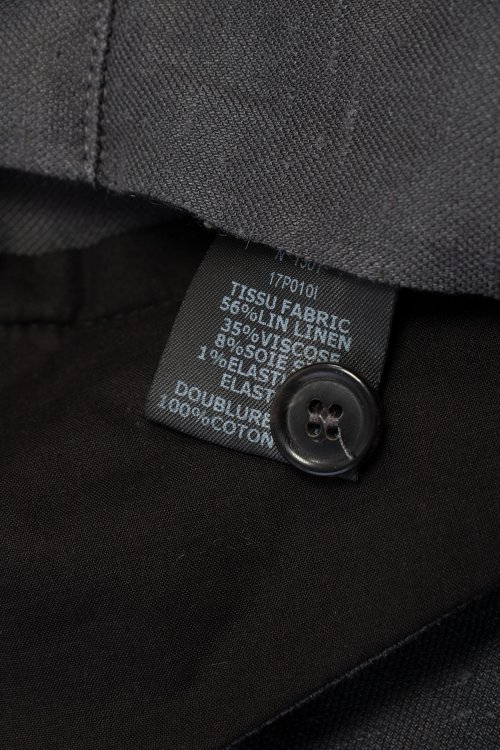 17P010I
TISSU FABRIC
56%LIN LINEN
35%VISCOSE
8%SOIE
1%ELAST
ELAST
DOUBLURE
100%COTON